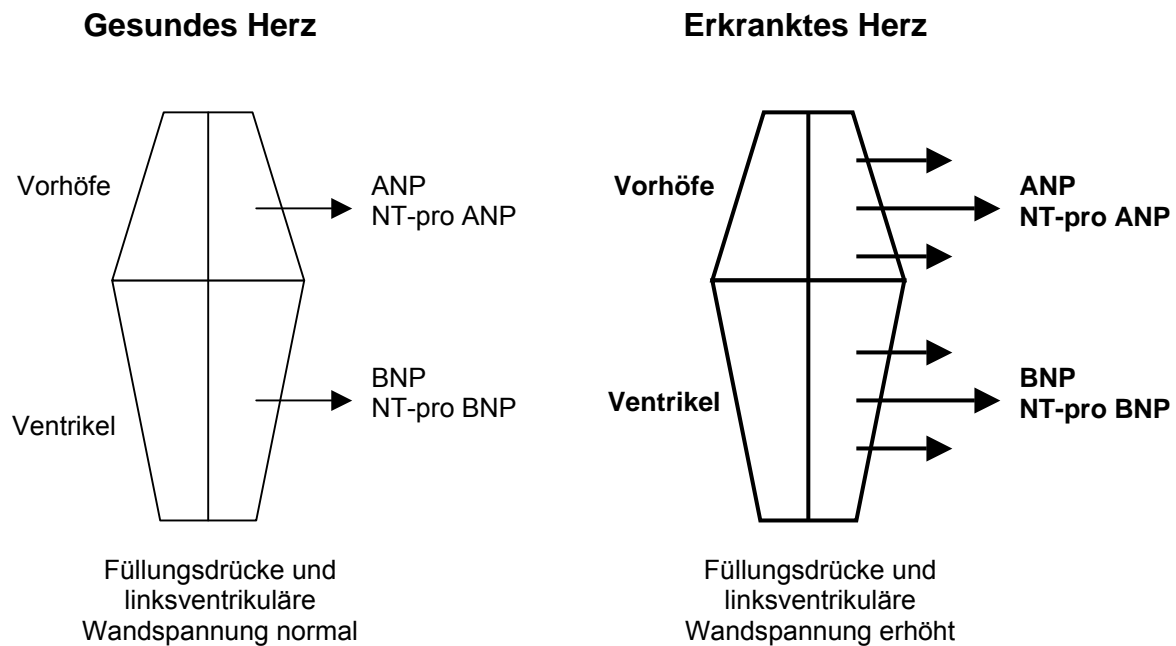 Gesundes Herz
Vorhöfe
ANP
NT-pro ANP
BNP
NT-pro BNP
Ventrikel
Füllungsdrücke und
linksventrikuläre
Wandspannung normal
Erkranktes Herz
Vorhöfe
ANP
NT-pro ANP
BNP
NT-pro BNP
Ventrikel
Füllungsdrücke und
linksventrikuläre
Wandspannung erhöht